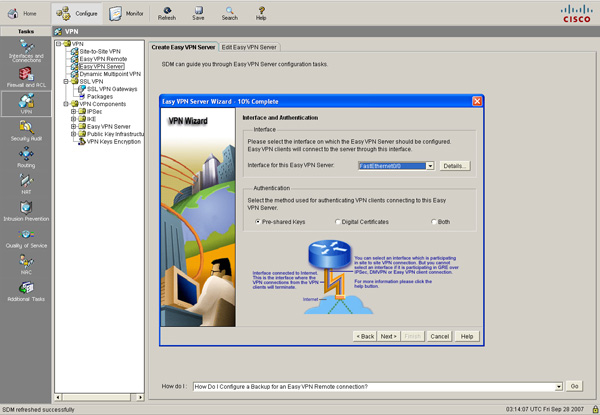 Home
Configure
Monitor
Refresh
Save
Search
Help
CISCO
Tasks
VPN
Interfaces and
Connections
Firewall and ACL
VPN
Security Audit
Routing
NAT
Intrusion Prevention
Quality of Service
NAC
Additional Tasks
VPN
Site-to-Site VPN
Easy VPN Remote
Easy VPN Server
Dynamic Multipoint VPN
SSL VPN
SSL VPN Gateways
Packages
VPN Components
IPSec
IKE
Easy VPN Server
Public Key Infrastructu
VPN Keys Encryption
Create Easy VPN Server
Edit Easy VPN Server
SDM can guide you through Easy VPN Server configuration tasks.
Easy VPN Server Wizard - 10% Complete
VPN Wizard
Interface and Authentication
Interface
Please select the interface on which the Easy VPN Server should be configured.
Easy VPN clients will connect to the server through this interface.
Interface for this Easy VPN Server:
FastEthernet0/0
Details...
Authentication
Select the method used for authenticating VPN clients connecting to this Easy
VPN Server.
Pre-shared Keys
Digital Certificates
Both
Interface connected to Internet.
This is the interface where the
VPN connections from the VPN
clients will terminate.
You can select an interface which is participating
in site to site VPN connection. But you cannot
select an interface if it is participating in GRE over
IPSec, DMVPN or Easy VPN client connection.
For more information please click the
help button.
Internet
< Back
Next >
Finish
Cancel
Help
How do I :
How Do I Configure a Backup for an Easy VPN Remote connection?
Go
SDM refreshed successfully
03:14:07 UTC Fri Sep 28 2007